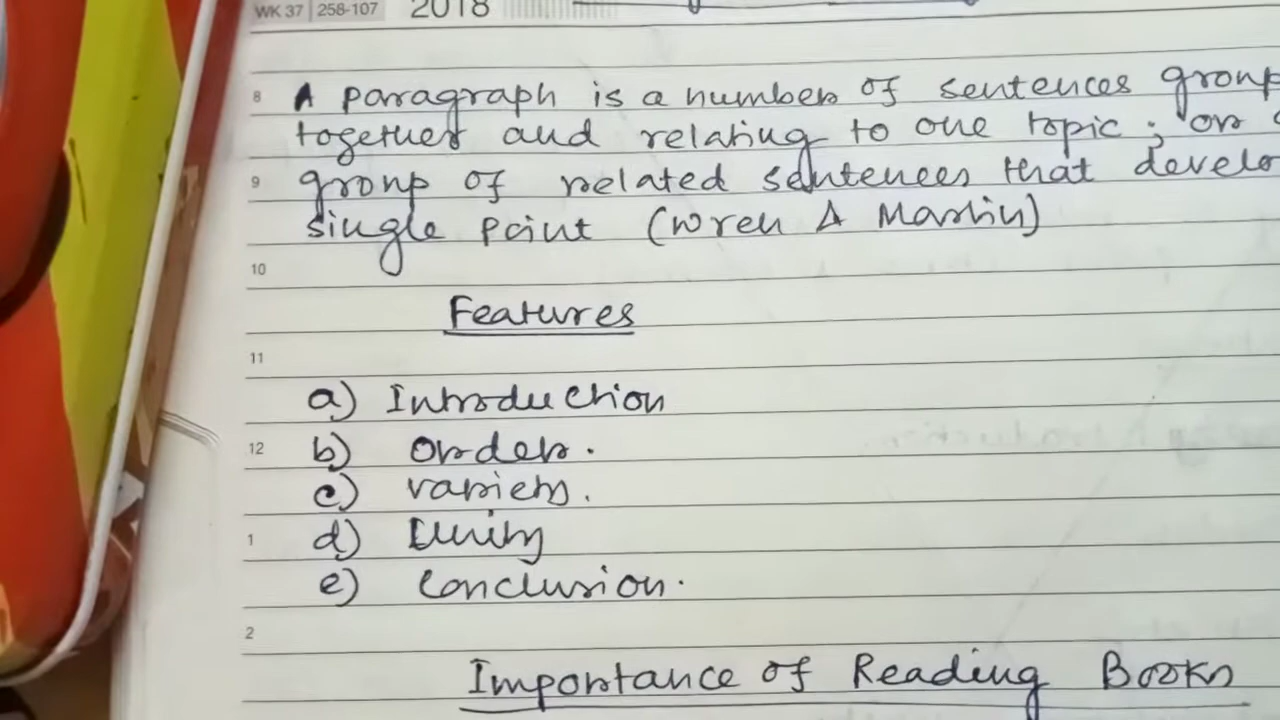 WK 37 | 258-107 2018
8 A paragraph is a number of sentences group
together and relating to one topic ; or a
9 group of related sentences that develo
single point (Wren & Martin)
10
Features
11
a) Introduction
12 b) Order.
c) Variety.
1 d) Unity
e) Conclusion.
2
Importance of Reading Books